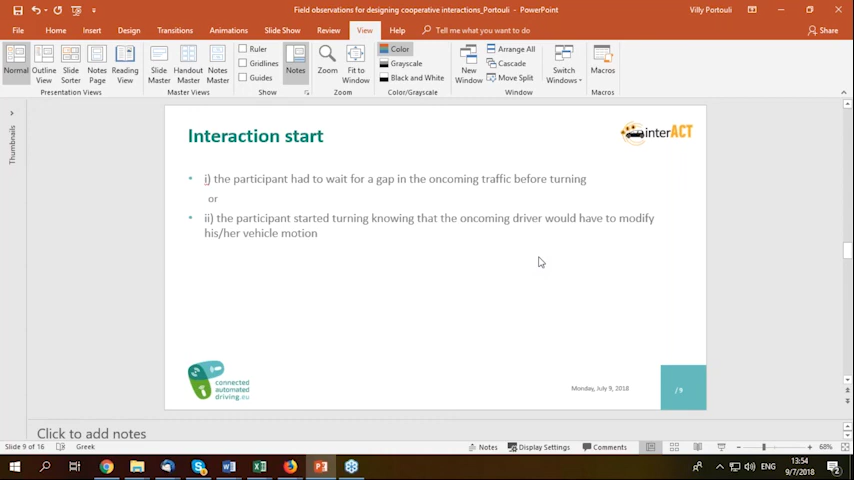 Field observations for designing cooperative interactions_Portouli - PowerPoint
Villy Portouli
File Home Insert Design Transitions Animations Slide Show Review View Help Tell me what you want to do Share
Normal
Outline View
Slide Sorter
Notes Page
Reading View
Presentation Views
Slide Master
Handout Master
Notes Master
Master Views
Ruler
Gridlines
Guides
Show
Notes
Zoom
Fit to Window
Zoom
Color
Grayscale
Black and White
Color/Grayscale
New Window
Arrange All
Cascade
Move Split
Window
Switch Windows
Macros
Macros
Thumbnails
Interaction start
interACT
i) the participant had to wait for a gap in the oncoming traffic before turning
or
ii) the participant started turning knowing that the oncoming driver would have to modify
his/her vehicle motion
connected
automated
driving.eu
Monday, July 9, 2018
/ 9
Click to add notes
Slide 9 of 16 Greek Notes Display Settings Comments 68%
ENG
13:54
9/7/2018
2